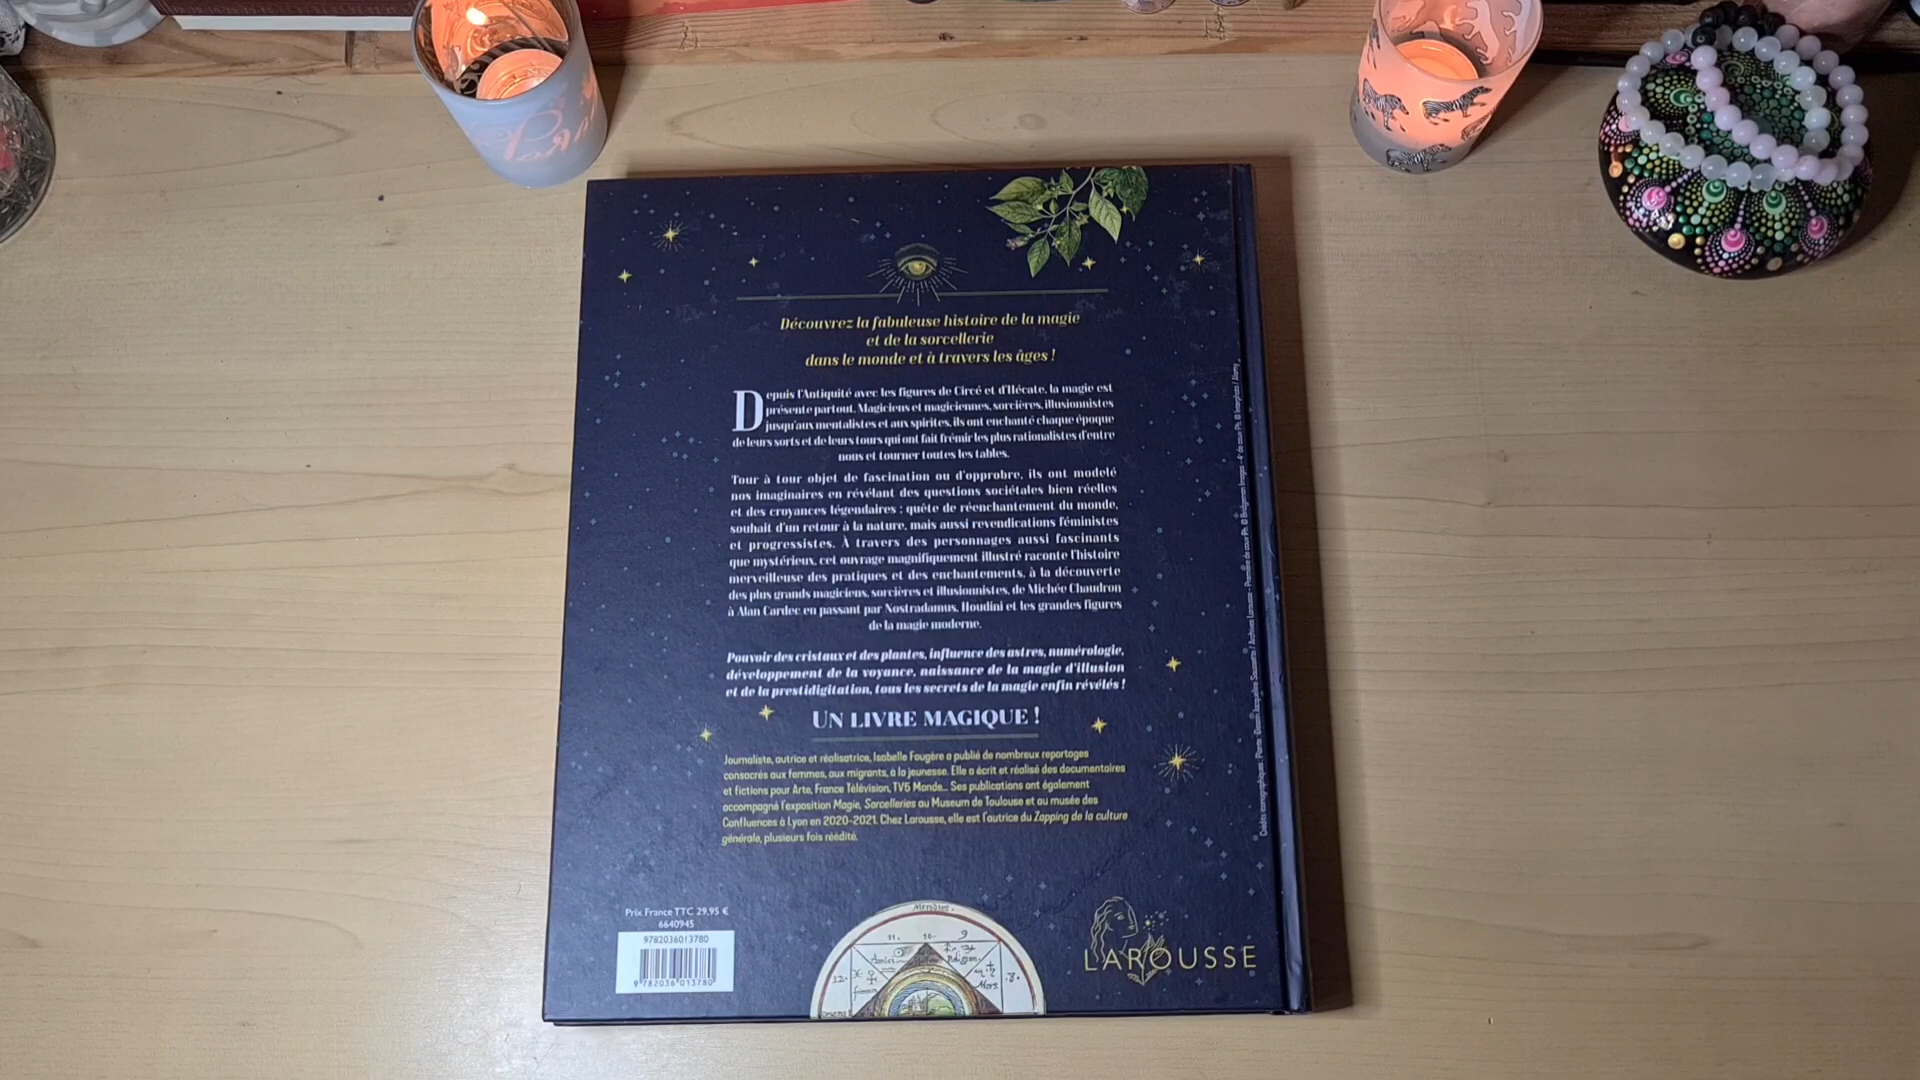 Découvrez la fabuleuse histoire de la magie
et de la sorcellerie
dans le monde et à travers les âges !
Depuis l'Antiquité avec les figures de Circé et d'Hécate, la magie est
présente partout. Magiciens et magiciennes, sorcières, illusionnistes
jusqu'aux mentalistes et aux spirites, ils ont enchanté chaque époque
de leurs sorts et de leurs tours qui ont fait frémir les plus rationalistes d'entre
nous et tourner toutes les tables.
Tour à tour objet de fascination ou d'opprobre, ils ont modelé
nos imaginaires en révélant des questions sociétales bien réelles
et des croyances légendaires : quête de réenchantement du monde,
souhait d'un retour à la nature, mais aussi revendications féministes
et progressistes. À travers des personnages aussi fascinants
que mystérieux, cet ouvrage magnifiquement illustré raconte l'histoire
merveilleuse des pratiques et des enchantements, à la découverte
des plus grands magiciens, sorcières et illusionnistes, de Michée Chaudron
à Alan Cardec en passant par Nostradamus, Houdini et les grandes figures
de la magie moderne.
Pouvoir des cristaux et des plantes, influence des astres, numérologie,
développement de la voyance, naissance de la magie d'illusion
et de la prestidigitation, tous les secrets de la magie enfin révélés !
UN LIVRE MAGIQUE !
Journaliste, autrice et réalisatrice, Isabelle Fougère a publié de nombreux reportages
consacrés aux femmes, aux migrants, à la jeunesse. Elle a écrit et réalisé des documentaires
et fictions pour Arte, France Télévision, TV5 Monde... Ses publications ont également
accompagné l'exposition Magie, Sorcelleries au Museum de Toulouse et au musée des
Confluences à Lyon en 2020-2021. Chez Larousse, elle est l'autrice du Zapping de la culture
générale, plusieurs fois réédité.
Prix France TTC 29,95 €
6640945
9782036013780
9 782036 013780
Meridies.
11. 10. 9
Religion.
12.
.8.
Mors
LAROUSSE